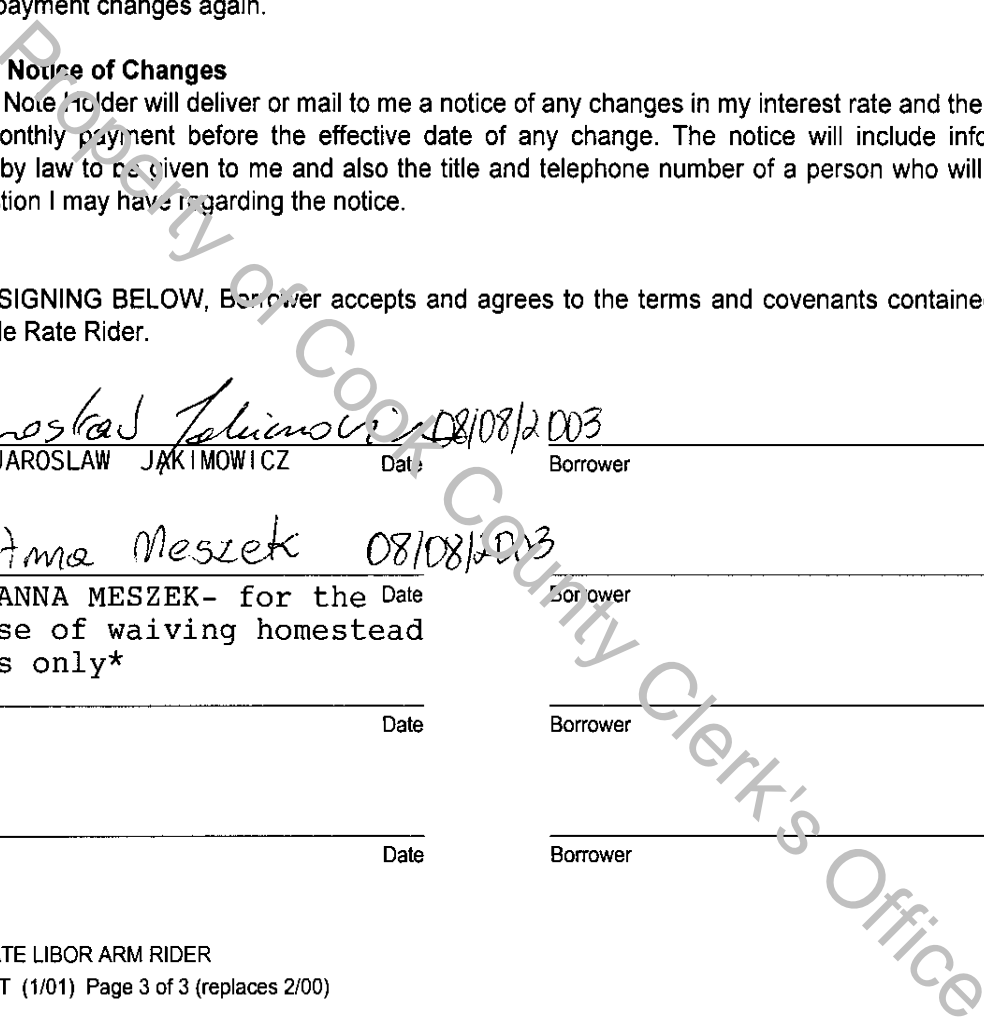 payment changes again.
Notice of Changes
Note Holder will deliver or mail to me a notice of any changes in my interest rate and the
onthly payment before the effective date of any change. The notice will include info
by law to be given to me and also the title and telephone number of a person who will
tion I may have regarding the notice.
SIGNING BELOW, Borrower accepts and agrees to the terms and covenants containe
le Rate Rider.
08/08/2003
JAROSLAW JAKIMOWICZ Date Borrower
Anna Meszek 08/08/2003
ANNA MESZEK- for the Date Borrower
se of waiving homestead
s only*
Date Borrower
Date Borrower
TE LIBOR ARM RIDER
T (1/01) Page 3 of 3 (replaces 2/00)
Property of Cook County Clerk's Office